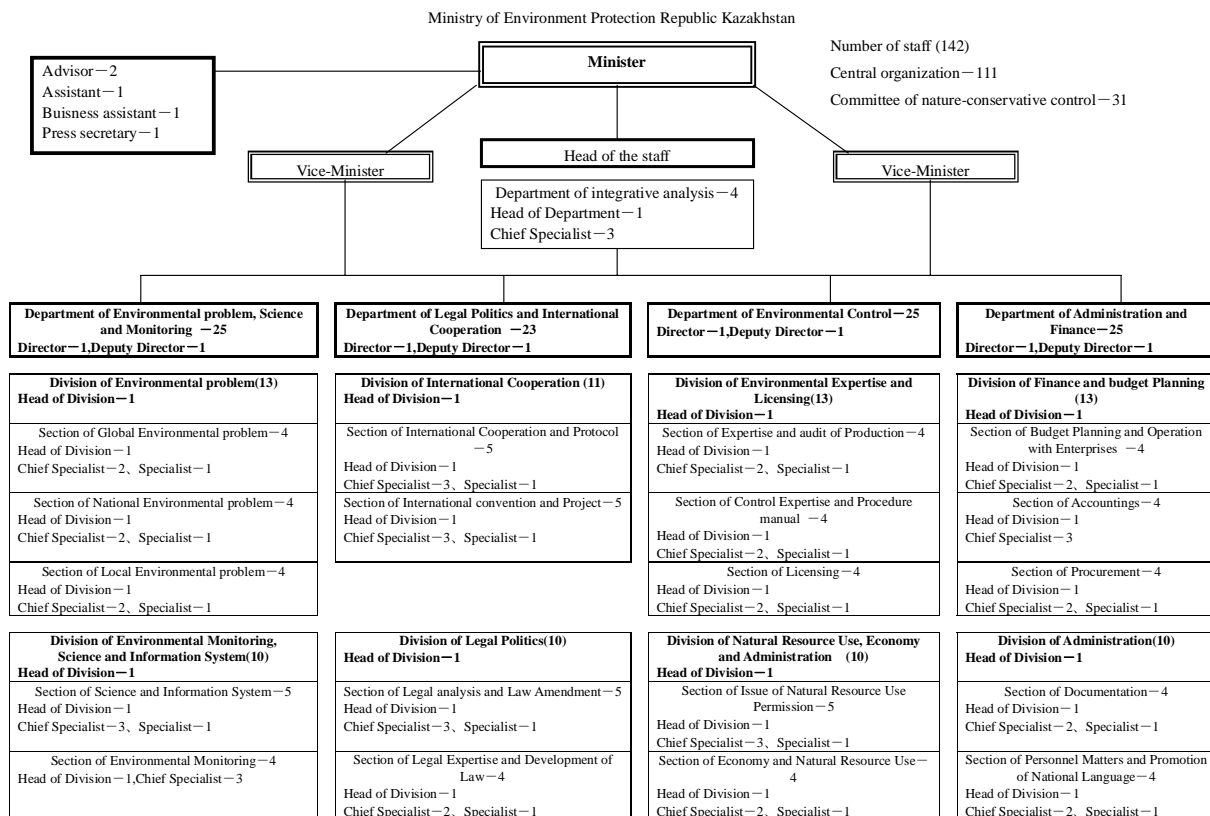 Ministry of Environment Protection Republic Kazakhstan
Minister
Number of staff (142)
Central organization－111
Committee of nature-conservative control－31
Advisor－2
Assistant－1
Buisness assistant－1
Press secretary－1
Vice-Minister
Head of the staff
Vice-Minister
Department of integrative analysis－4
Head of Department－1
Chief Specialist－3
Department of Environmental problem, Science
and Monitoring －25
Director－1,Deputy Director－1
Division of Environmental problem(13)
Head of Division－1
Section of Global Environmental problem－4
Head of Division－1
Chief Specialist－2、Specialist－1
Section of National Environmental problem－4
Head of Division－1
Chief Specialist－2、Specialist－1
Section of Local Environmental problem－4
Head of Division－1
Chief Specialist－2、Specialist－1
Division of Environmental Monitoring,
Science and Information System(10)
Head of Division－1
Section of Science and Information System－5
Head of Division－1
Chief Specialist－3、Specialist－1
Section of Environmental Monitoring－4
Head of Division－1,Chief Specialist－3
Department of Legal Politics and International
Cooperation －23
Director－1,Deputy Director－1
Division of International Cooperation (11)
Head of Division－1
Section of International Cooperation and Protocol
－5
Head of Division－1
Chief Specialist－3、Specialist－1
Section of International convention and Project－5
Head of Division－1
Chief Specialist－3、Specialist－1
Division of Legal Politics(10)
Head of Division－1
Section of Legal analysis and Law Amendment－5
Head of Division－1
Chief Specialist－3、Specialist－1
Section of Legal Expertise and Development of
Law－4
Head of Division－1
Chief Specialist－2、Specialist－1
Department of Environmental Control－25
Director－1,Deputy Director－1
Division of Environmental Expertise and
Licensing(13)
Head of Division－1
Section of Expertise and audit of Production－4
Head of Division－1
Chief Specialist－2、Specialist－1
Section of Control Expertise and Procedure
manual －4
Head of Division－1
Chief Specialist－2、Specialist－1
Section of Licensing－4
Head of Division－1
Chief Specialist－2、Specialist－1
Division of Natural Resource Use, Economy
and Administration (10)
Head of Division－1
Section of Issue of Natural Resource Use
Permission－5
Head of Division－1
Chief Specialist－3、Specialist－1
Section of Economy and Natural Resource Use－
4
Head of Division－1
Chief Specialist－2、Specialist－1
Department of Administration and
Finance－25
Director－1,Deputy Director－1
Division of Finance and budget Planning
(13)
Head of Division－1
Section of Budget Planning and Operation
with Enterprises －4
Head of Division－1
Chief Specialist－2、Specialist－1
Section of Accountings－4
Head of Division－1
Chief Specialist－3
Section of Procurement－4
Head of Division－1
Chief Specialist－2、Specialist－1
Division of Administration(10)
Head of Division－1
Section of Documentation－4
Head of Division－1
Chief Specialist－2、Specialist－1
Section of Personnel Matters and Promotion
of National Language－4
Head of Division－1
Chief Specialist－2、Specialist－1